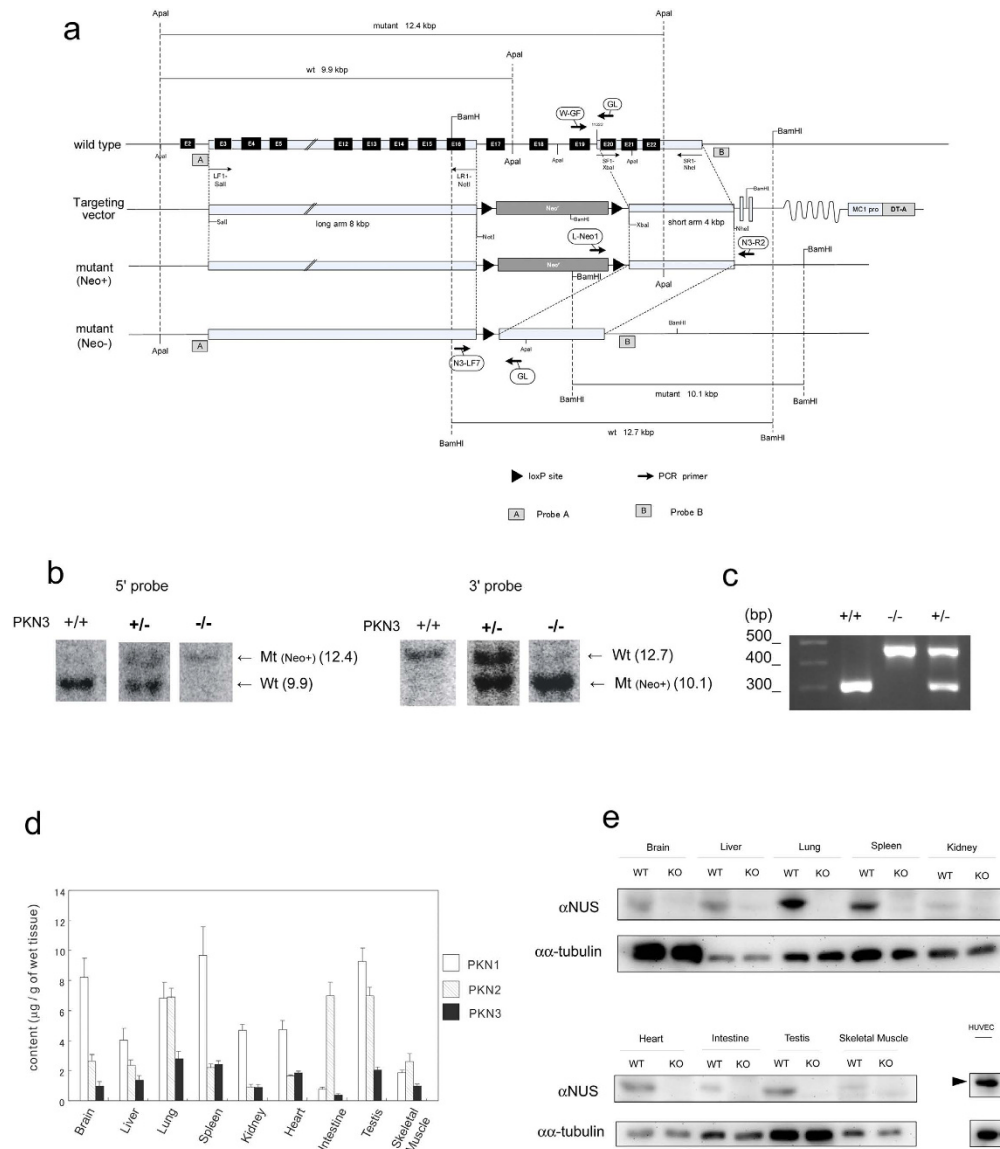 a
ApaI
ApaI
mutant 12.4 kbp
ApaI
wt 9.9 kbp
W-GF
GL
BamHI
BamHI
wild type
E2 E3 E4 E5 E12 E13 E14 E15 E16 E17 E18 E19 E20 E21 E22
ApaI
ApaI
ApaI
ApaI
A
B
LF1-
SalI
LR1-
NotI
SF1-
XbaI
SR1-
NheI
Targeting
vector
Neo
BamHI
BamHI
MC1 pro DT-A
SalI
long arm 8 kbp
NotI
XbaI
short arm 4 kbp
NheI
L-Neo1
N3-R2
mutant
(Neo+)
Neo
BamHI
ApaI
mutant
(Neo-)
ApaI
A
ApaI
B
BamHI
N3-LF7
GL
mutant 10.1 kbp
BamHI
BamHI
wt 12.7 kbp
BamHI
BamHI
loxP site
PCR primer
A Probe A
B Probe B
b
5' probe
PKN3 +/+ +/- -/-
← Mt (Neo+) (12.4)
← Wt (9.9)
3' probe
PKN3 +/+ +/- -/-
← Wt (12.7)
← Mt (Neo+) (10.1)
c
(bp) +/+ -/- +/-
500_
400_
300_
d
content (µg / g of wet tissue)
14
12
10
8
6
4
2
0
PKN1
PKN2
PKN3
Brain
Liver
Lung
Spleen
Kidney
Heart
Intestine
Testis
Skeletal
Muscle
e
Brain Liver Lung Spleen Kidney
WT KO WT KO WT KO WT KO WT KO
αNUS
αα-tubulin
Heart Intestine Testis Skeletal Muscle HUVEC
WT KO WT KO WT KO WT KO
αNUS
αα-tubulin